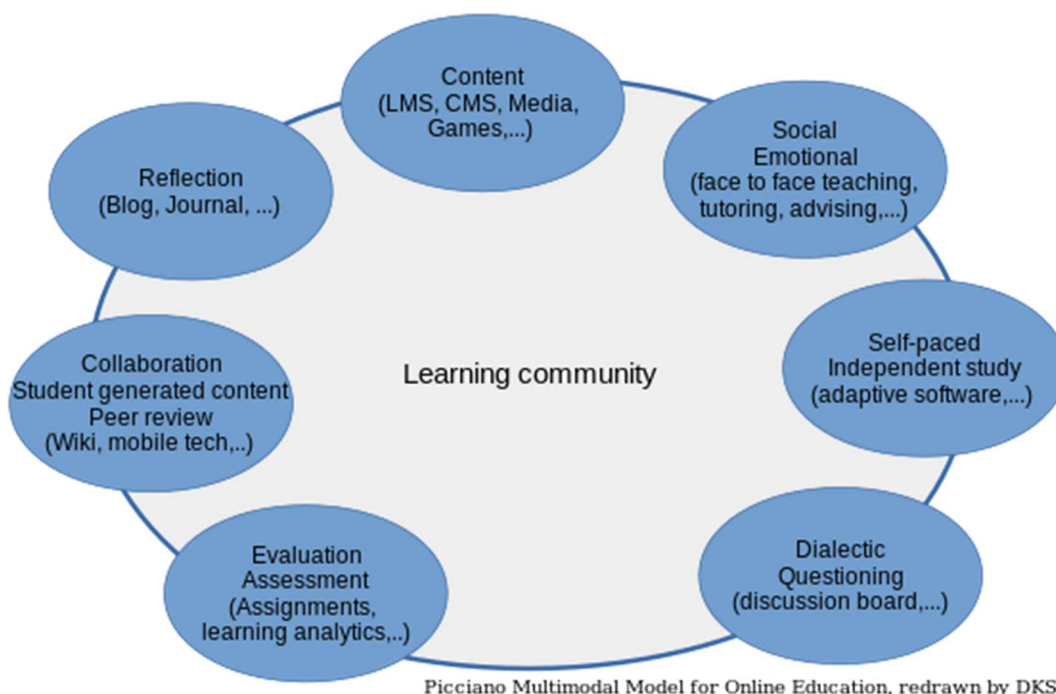 Content
(LMS, CMS, Media,
Games,...)
Social
Emotional
(face to face teaching,
tutoring, advising,...)
Reflection
(Blog, Journal, ...)
Self-paced
Independent study
(adaptive software,...)
Learning community
Collaboration
Student generated content
Peer review
(Wiki, mobile tech,..)
Dialectic
Questioning
(discussion board,...)
Evaluation
Assessment
(Assignments,
learning analytics,..)
Picciano Multimodal Model for Online Education, redrawn by DKS